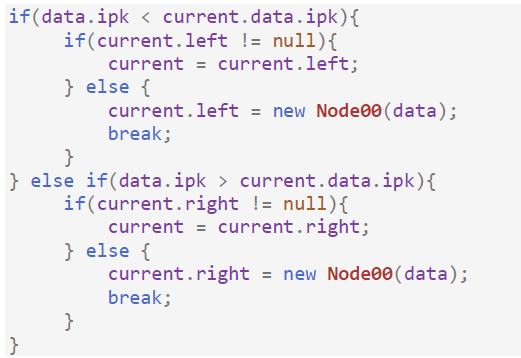 if(data.ipk < current.data.ipk){
     if(current.left != null){
         current = current.left;
     } else {
         current.left = new Node00(data);
         break;
     }
} else if(data.ipk > current.data.ipk){
     if(current.right != null){
         current = current.right;
     } else {
         current.right = new Node00(data);
         break;
     }
}